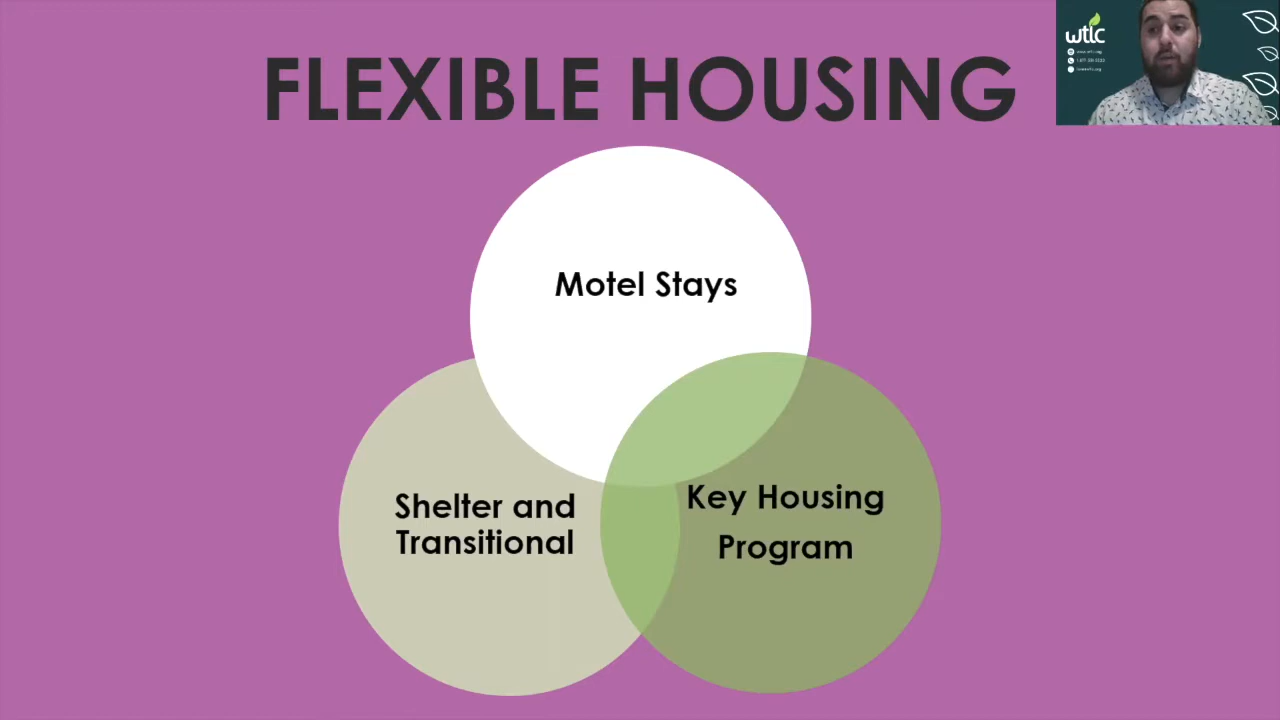 FLEXIBLE HOUSING
wtlc
Motel Stays
Shelter and
Transitional
Key Housing
Program